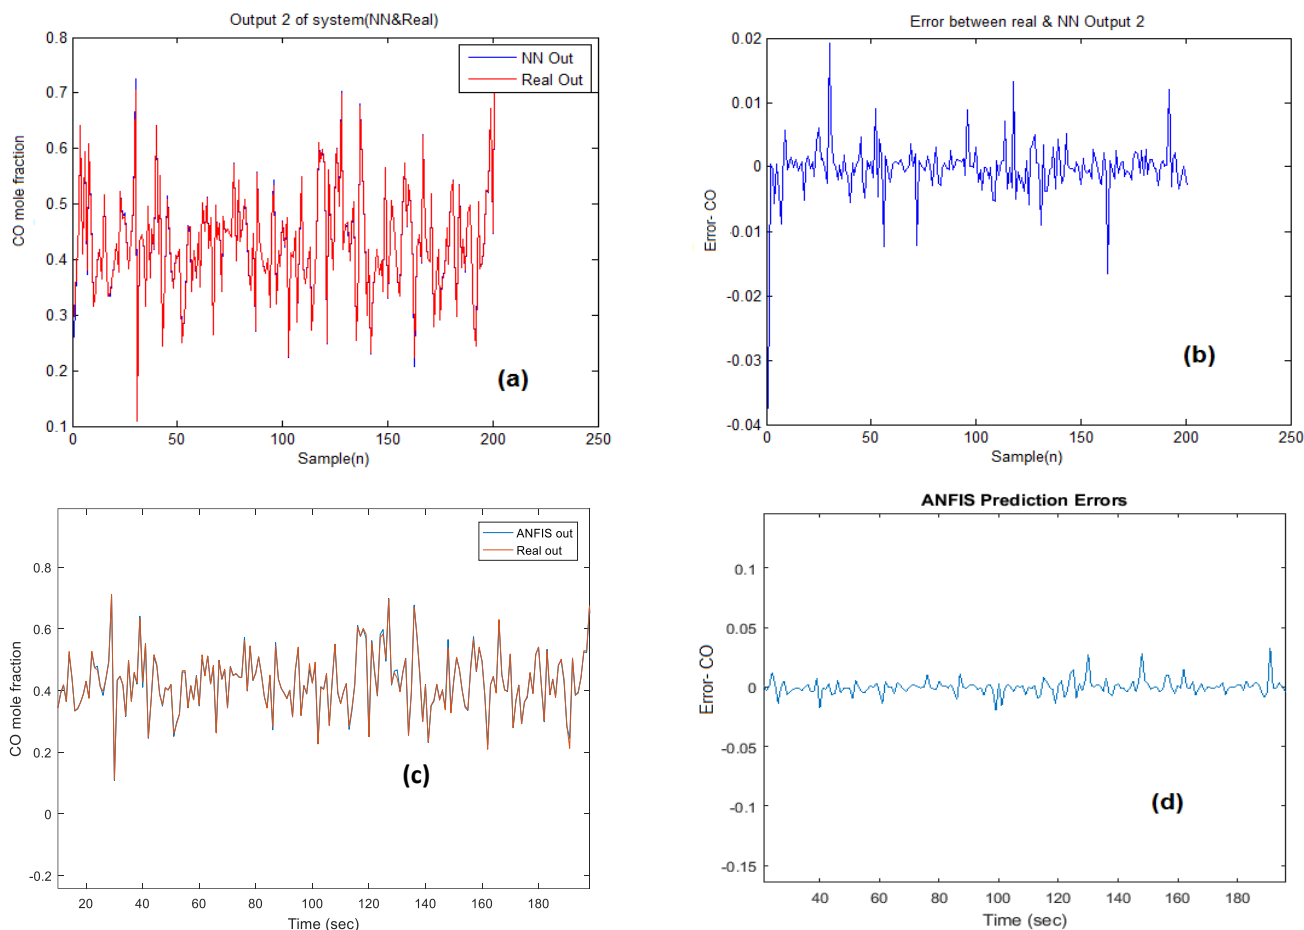 Output 2 of system(NN&Real)
0.8
0.7
0.6
0.5
0.4
0.3
0.2
0.1
CO mole fraction
NN Out
Real Out
(a)
0
50
100
150
200
250
Sample(n)
Error between real & NN Output 2
0.02
0.01
0
-0.01
-0.02
-0.03
-0.04
Error- CO
(b)
0
50
100
150
200
250
Sample(n)
0.8
0.6
0.4
0.2
0
-0.2
CO mole fraction
ANFIS out
Real out
(c)
20
40
60
80
100
120
140
160
180
Time (sec)
ANFIS Prediction Errors
0.1
0.05
0
-0.05
-0.1
-0.15
Error- CO
(d)
40
60
80
100
120
140
160
180
Time (sec)